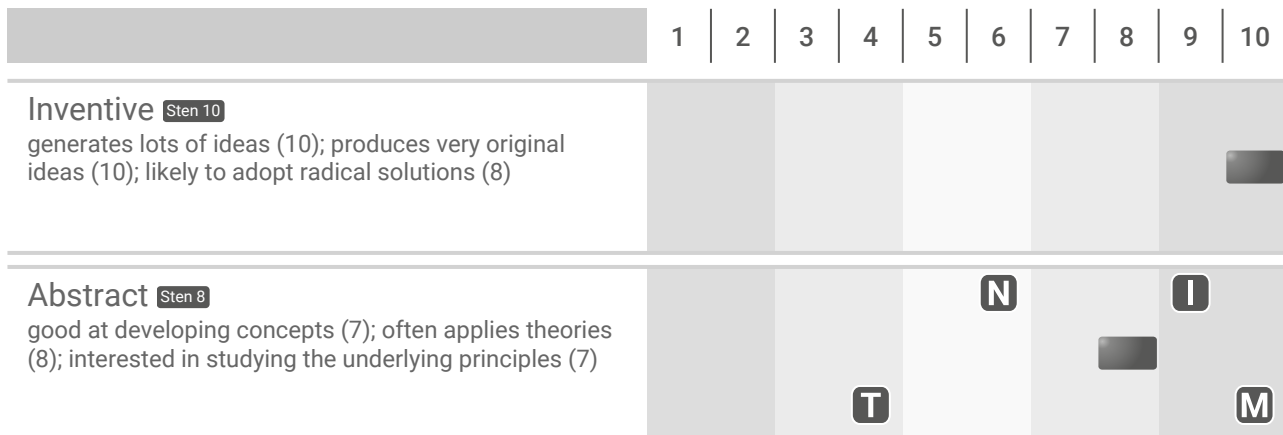 1 2 3 4 5 6 7 8 9 10
Inventive Sten 10
generates lots of ideas (10); produces very original
ideas (10); likely to adopt radical solutions (8)
Abstract Sten 8
N I
good at developing concepts (7); often applies theories
(8); interested in studying the underlying principles (7)
T M